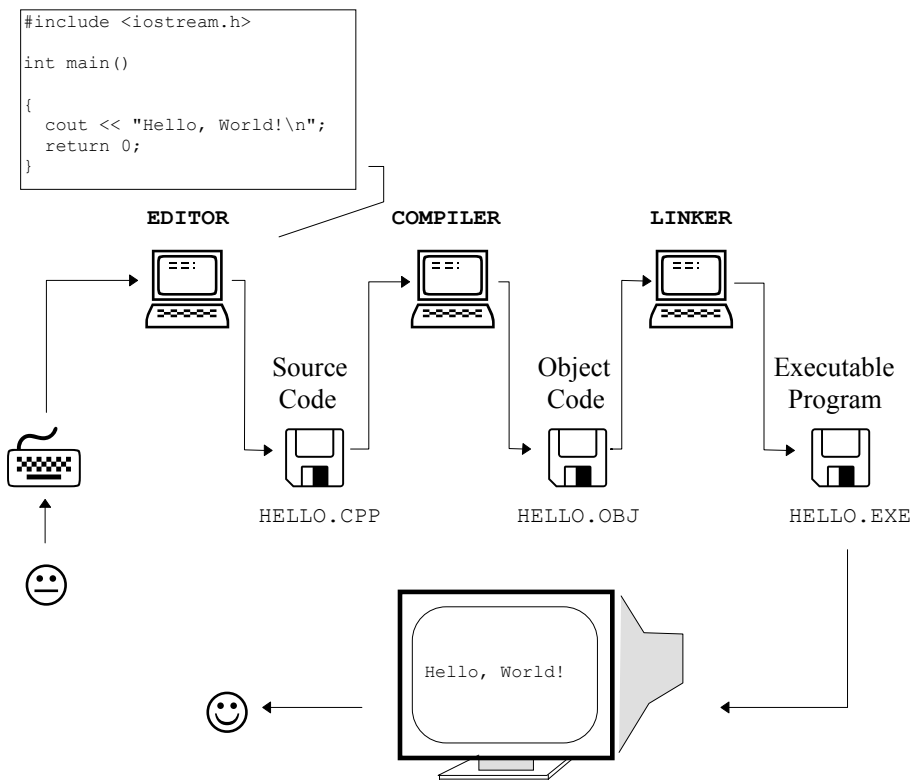 #include <iostream.h>
int main()
{
cout << "Hello, World!\n";
return 0;
}
EDITOR
COMPILER
LINKER
Source
Code
Object
Code
Executable
Program
HELLO.CPP
HELLO.OBJ
HELLO.EXE
Hello, World!